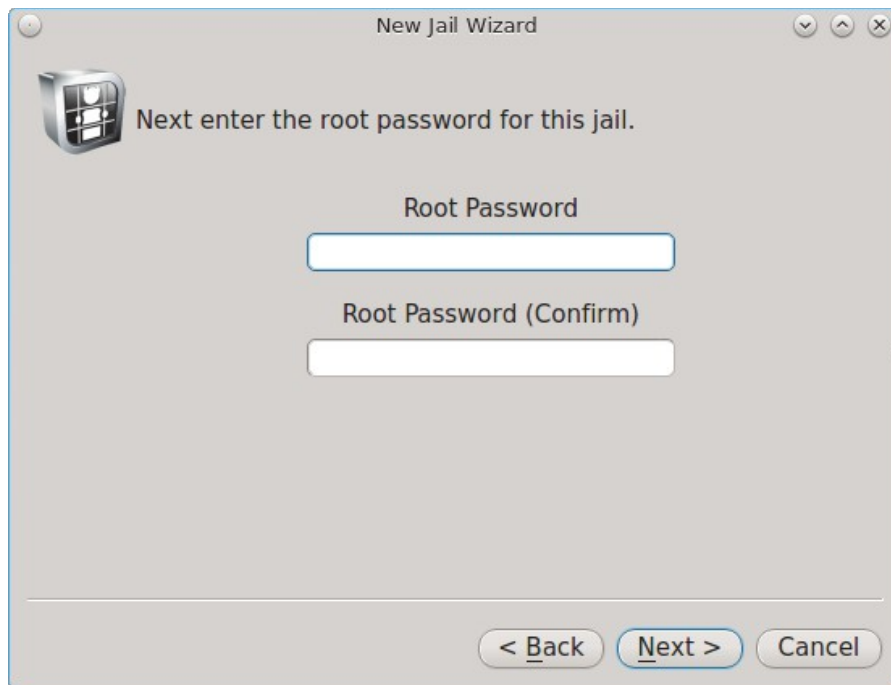 New Jail Wizard
Next enter the root password for this jail.
Root Password
Root Password (Confirm)
< Back Next > Cancel